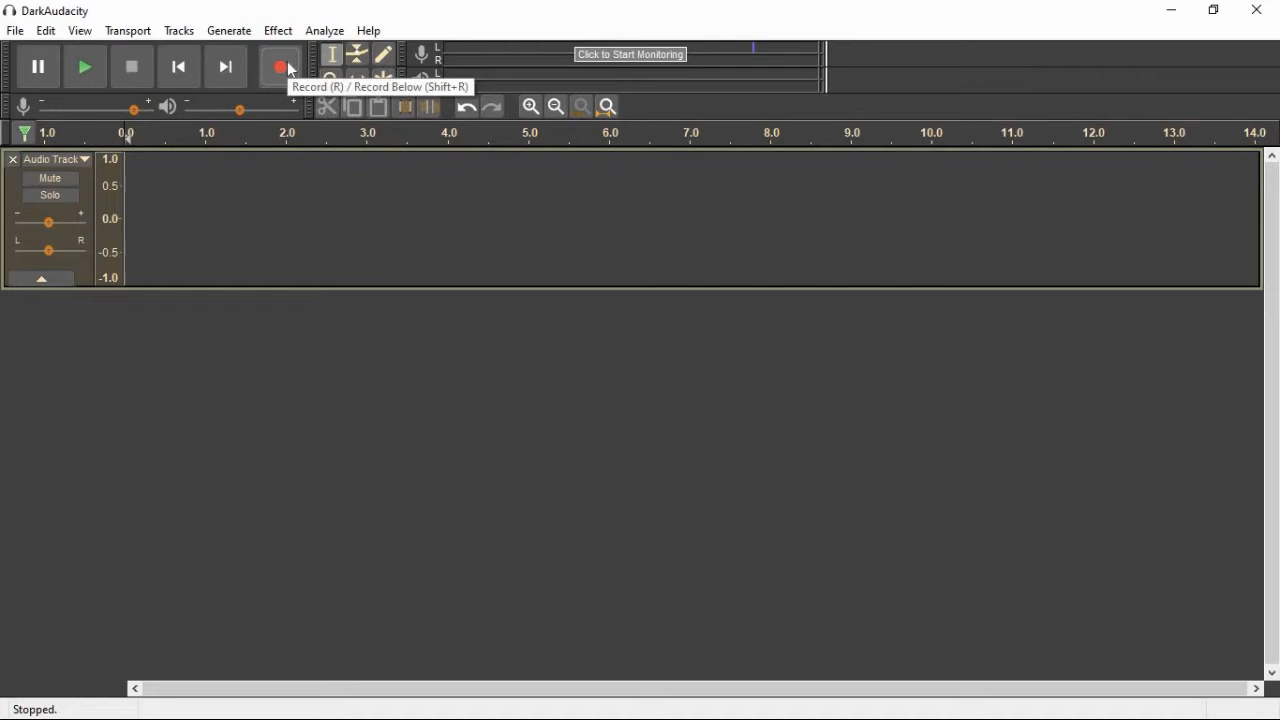 DarkAudacity
File Edit View Transport Tracks Generate Effect Analyze Help
L
R
Click to Start Monitoring
L
Record (R) / Record Below (Shift+R)
- + - +
1.0 0.0 1.0 2.0 3.0 4.0 5.0 6.0 7.0 8.0 9.0 10.0 11.0 12.0 13.0 14.0
Audio Track 1.0
Mute
0.5
Solo
- +
0.0
L R
-0.5
-1.0
Stopped.